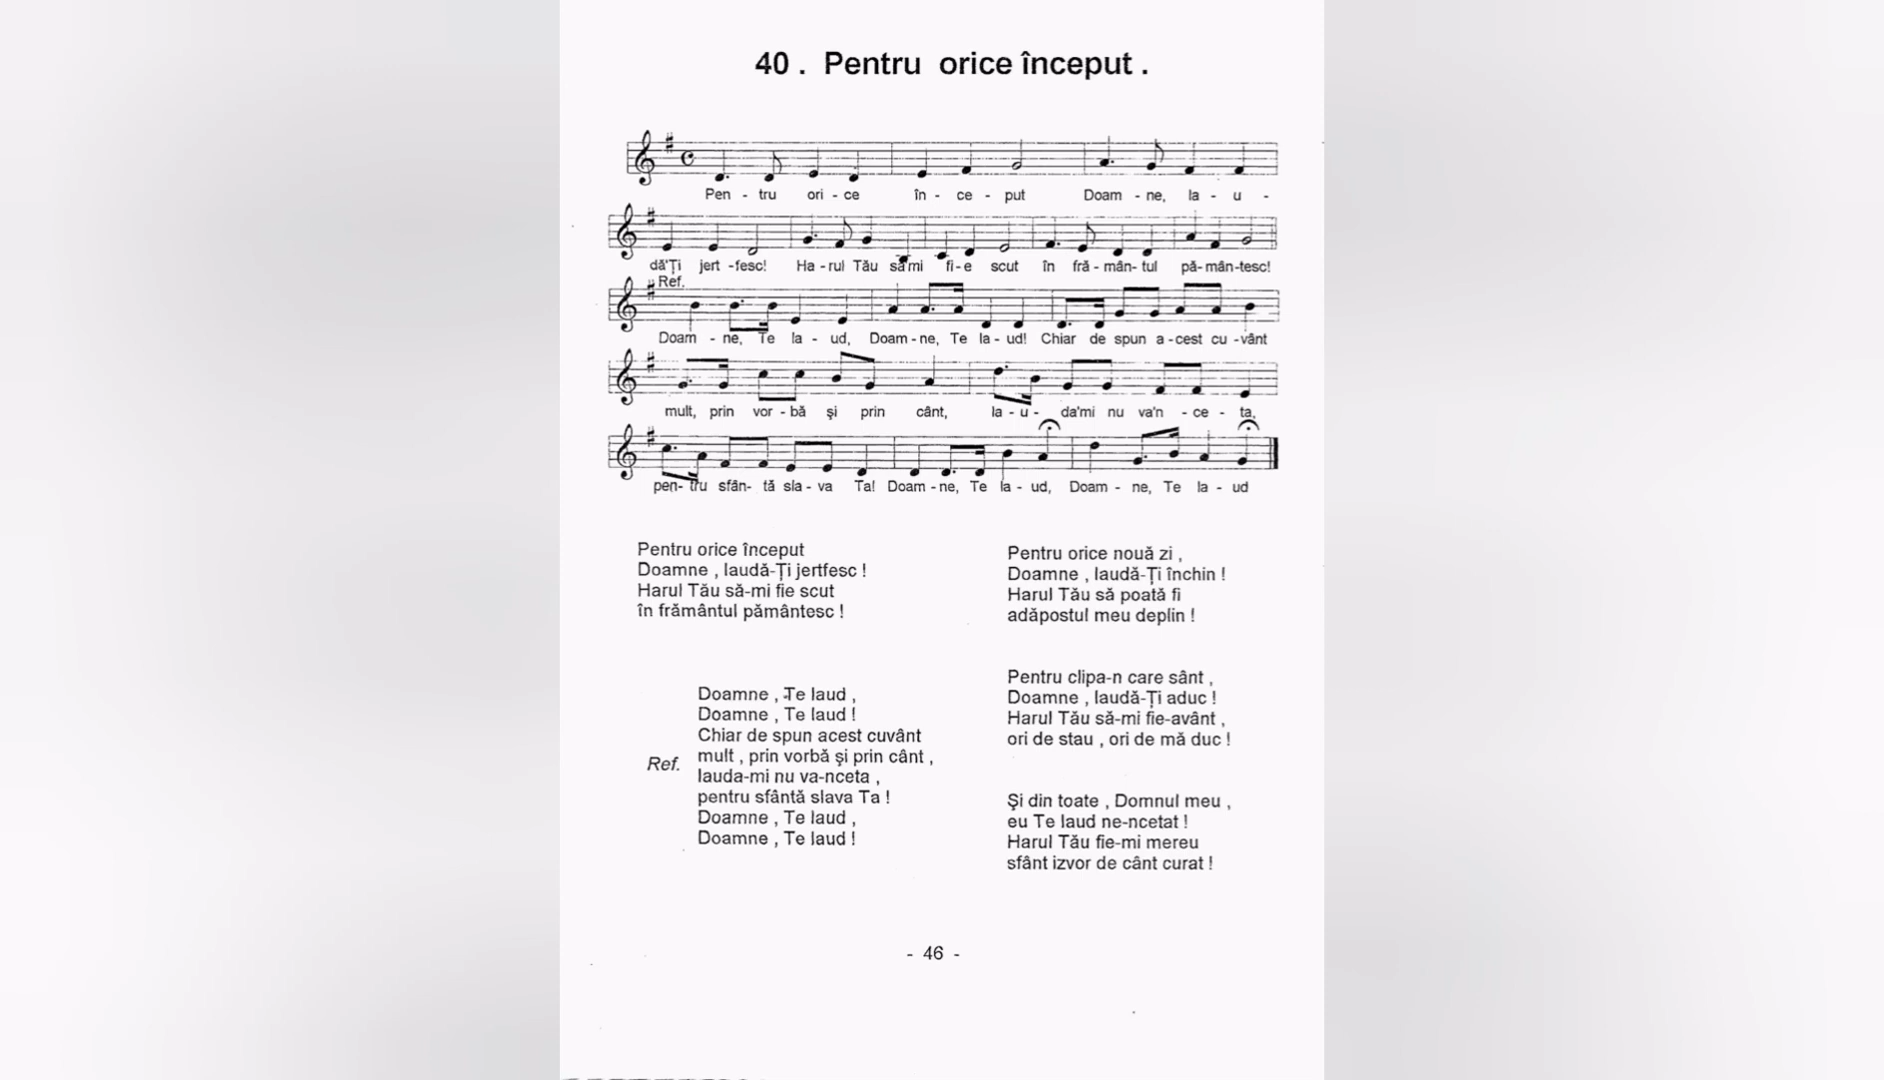 40 . Pentru orice început .
Pen - tru ori - ce în - ce - put Doam - ne, la - u -
dă'Ți jert -fesc! Ha - rul Tău să'mi fi - e scut în fră - mân- tul pă- mân-tesc!
Ref.
Doam - ne, Te la - ud, Doam - ne, Te la - ud! Chiar de spun a -cest cu -vânt
mult, prin vor - bă şi prin cânt, la - u - da'mi nu va'n - ce - ta,
pen- tru sfân- tă sla - va Ta! Doam - ne, Te la - ud, Doam - ne, Te la - ud
Pentru orice început
Doamne , laudă-Ți jertfesc !
Harul Tău să-mi fie scut
în frământul pământesc !
Ref.
Doamne , Te laud ,
Doamne , Te laud !
Chiar de spun acest cuvânt
mult , prin vorbă şi prin cânt ,
lauda-mi nu va-nceta ,
pentru sfântă slava Ta !
Doamne , Te laud ,
Doamne , Te laud !
Pentru orice nouă zi ,
Doamne , laudă-Ți închin !
Harul Tău să poată fi
adăpostul meu deplin !
Pentru clipa-n care sânt ,
Doamne , laudă-Ți aduc !
Harul Tău să-mi fie-avânt ,
ori de stau , ori de mă duc !
Şi din toate , Domnul meu ,
eu Te laud ne-ncetat !
Harul Tău fie-mi mereu
sfânt izvor de cânt curat !
- 46 -